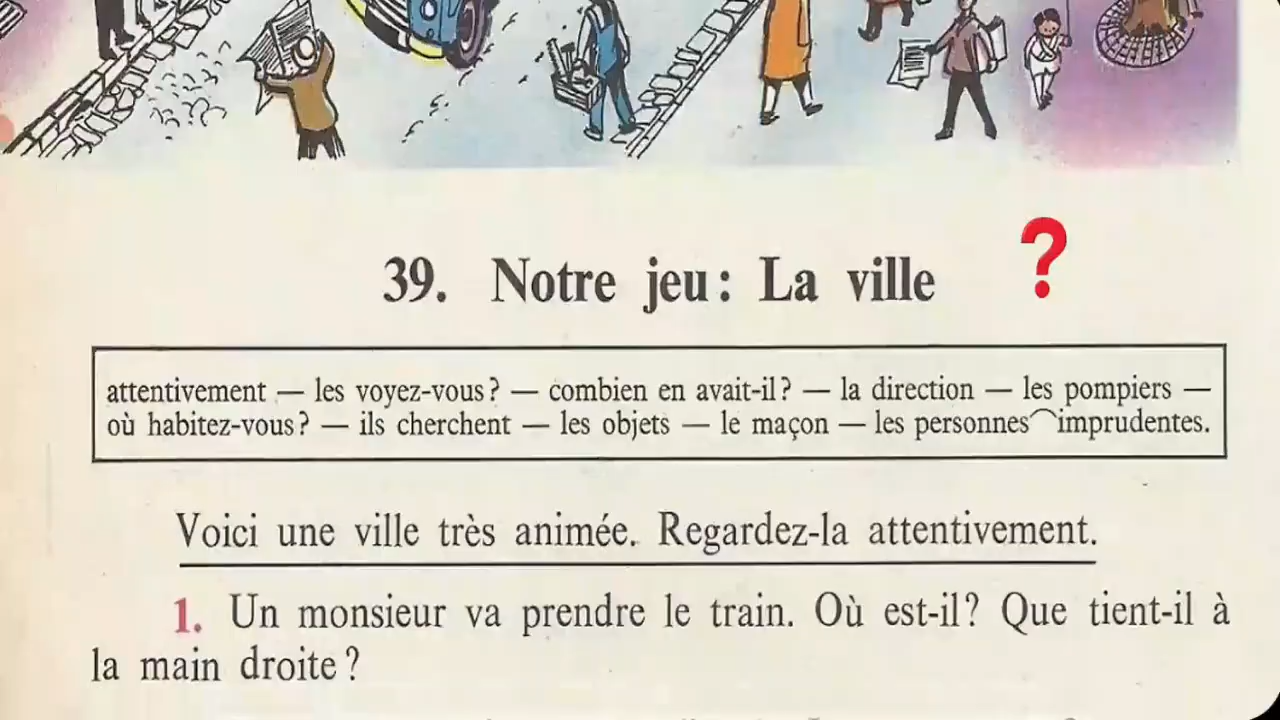 39. Notre jeu: La ville ❓
attentivement — les voyez-vous? — combien en avait-il? — la direction — les pompiers —
où habitez-vous? — ils cherchent — les objets — le maçon — les personnes⁀imprudentes.
Voici une ville très animée. Regardez-la attentivement.
1. Un monsieur va prendre le train. Où est-il? Que tient-il à
la main droite?